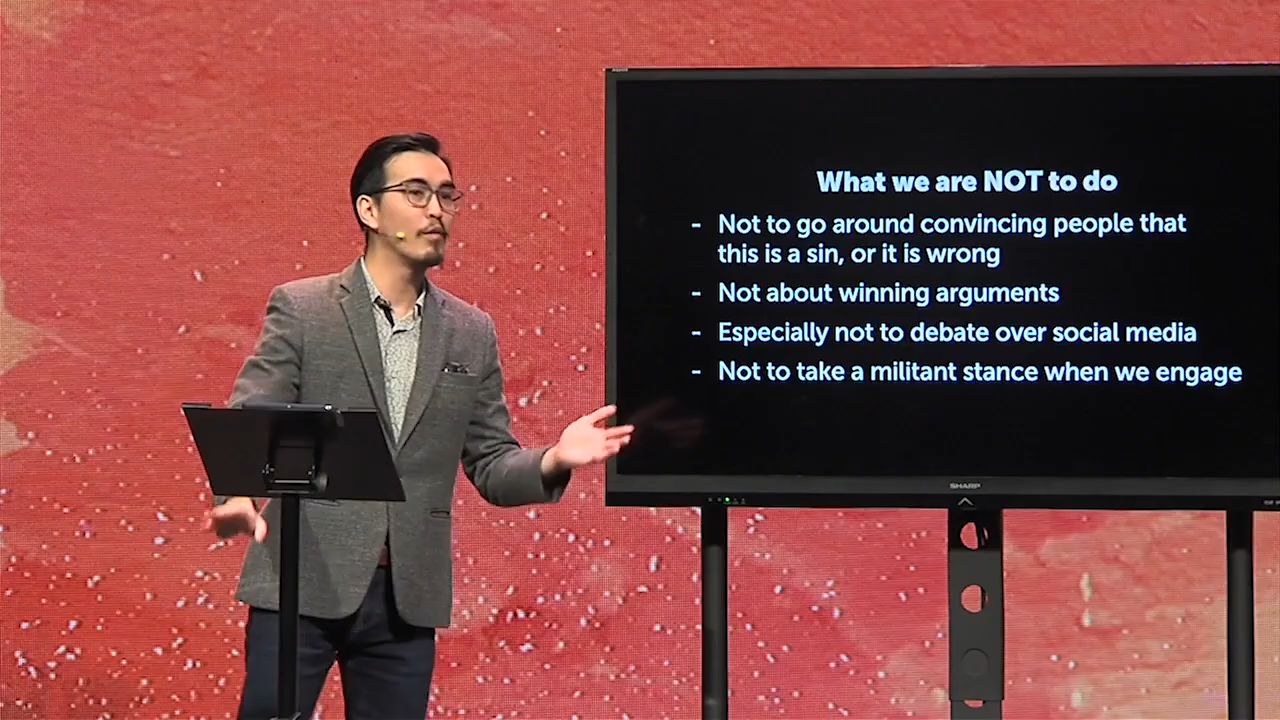 What we are NOT to do
- Not to go around convincing people that
this is a sin, or it is wrong
- Not about winning arguments
- Especially not to debate over social media
- Not to take a militant stance when we engage
SHARP